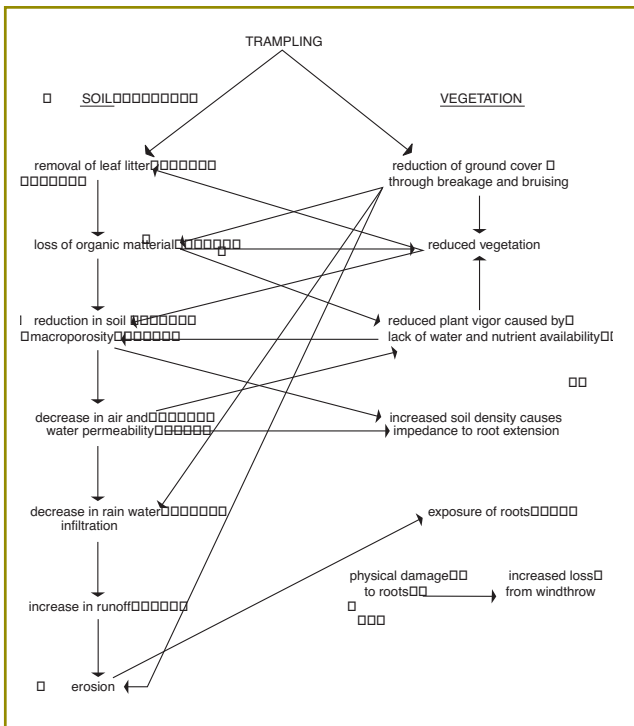 TRAMPLING
SOIL
VEGETATION
removal of leaf litter
reduction of ground cover
through breakage and bruising
loss of organic matterial
reduced vegetation
reduction in soil
macroporosity
reduced plant vigor caused by
lack of water and nutrient availability
decrease in air and
water permeability
increased soil density causes
impedance to root extension
decrease in rain water
infiltration
exposure of roots
physical damage
to roots
increased loss
from windthrow
increase in runoff
erosion